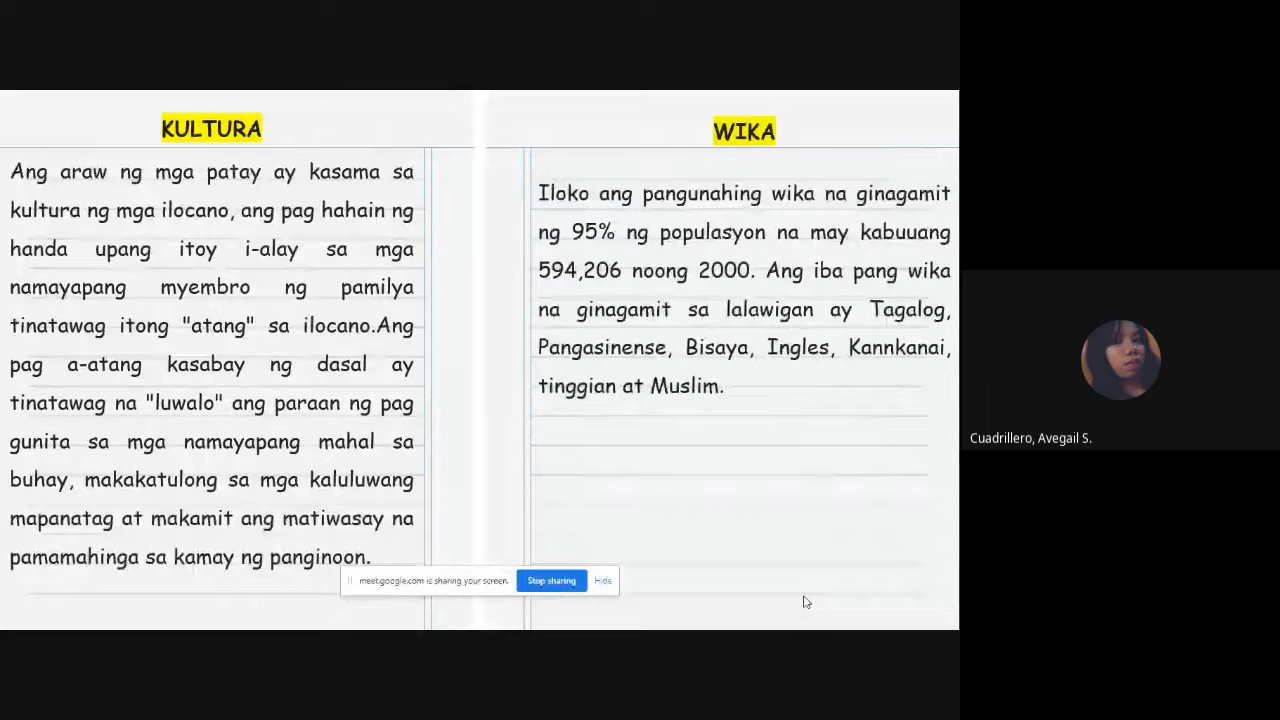 KULTURA
Ang araw ng mga patay ay kasama sa
kultura ng mga ilocano, ang pag hahain ng
handa upang itoy i-alay sa mga
namayapang myembro ng pamilya
tinatawag itong "atang" sa ilocano.Ang
pag a-atang kasabay ng dasal ay
tinatawag na "luwalo" ang paraan ng pag
gunita sa mga namayapang mahal sa
buhay, makakatulong sa mga kaluluwang
mapanatag at makamit ang matiwasay na
pamamahinga sa kamay ng panginoon.
WIKA
Iloko ang pangunahing wika na ginagamit
ng 95% ng populasyon na may kabuuang
594,206 noong 2000. Ang iba pang wika
na ginagamit sa lalawigan ay Tagalog,
Pangasinense, Bisaya, Ingles, Kannkanai,
tinggian at Muslim.
meet.google.com is sharing your screen. Stop sharing Hide
Cuadrillero, Avegail S.